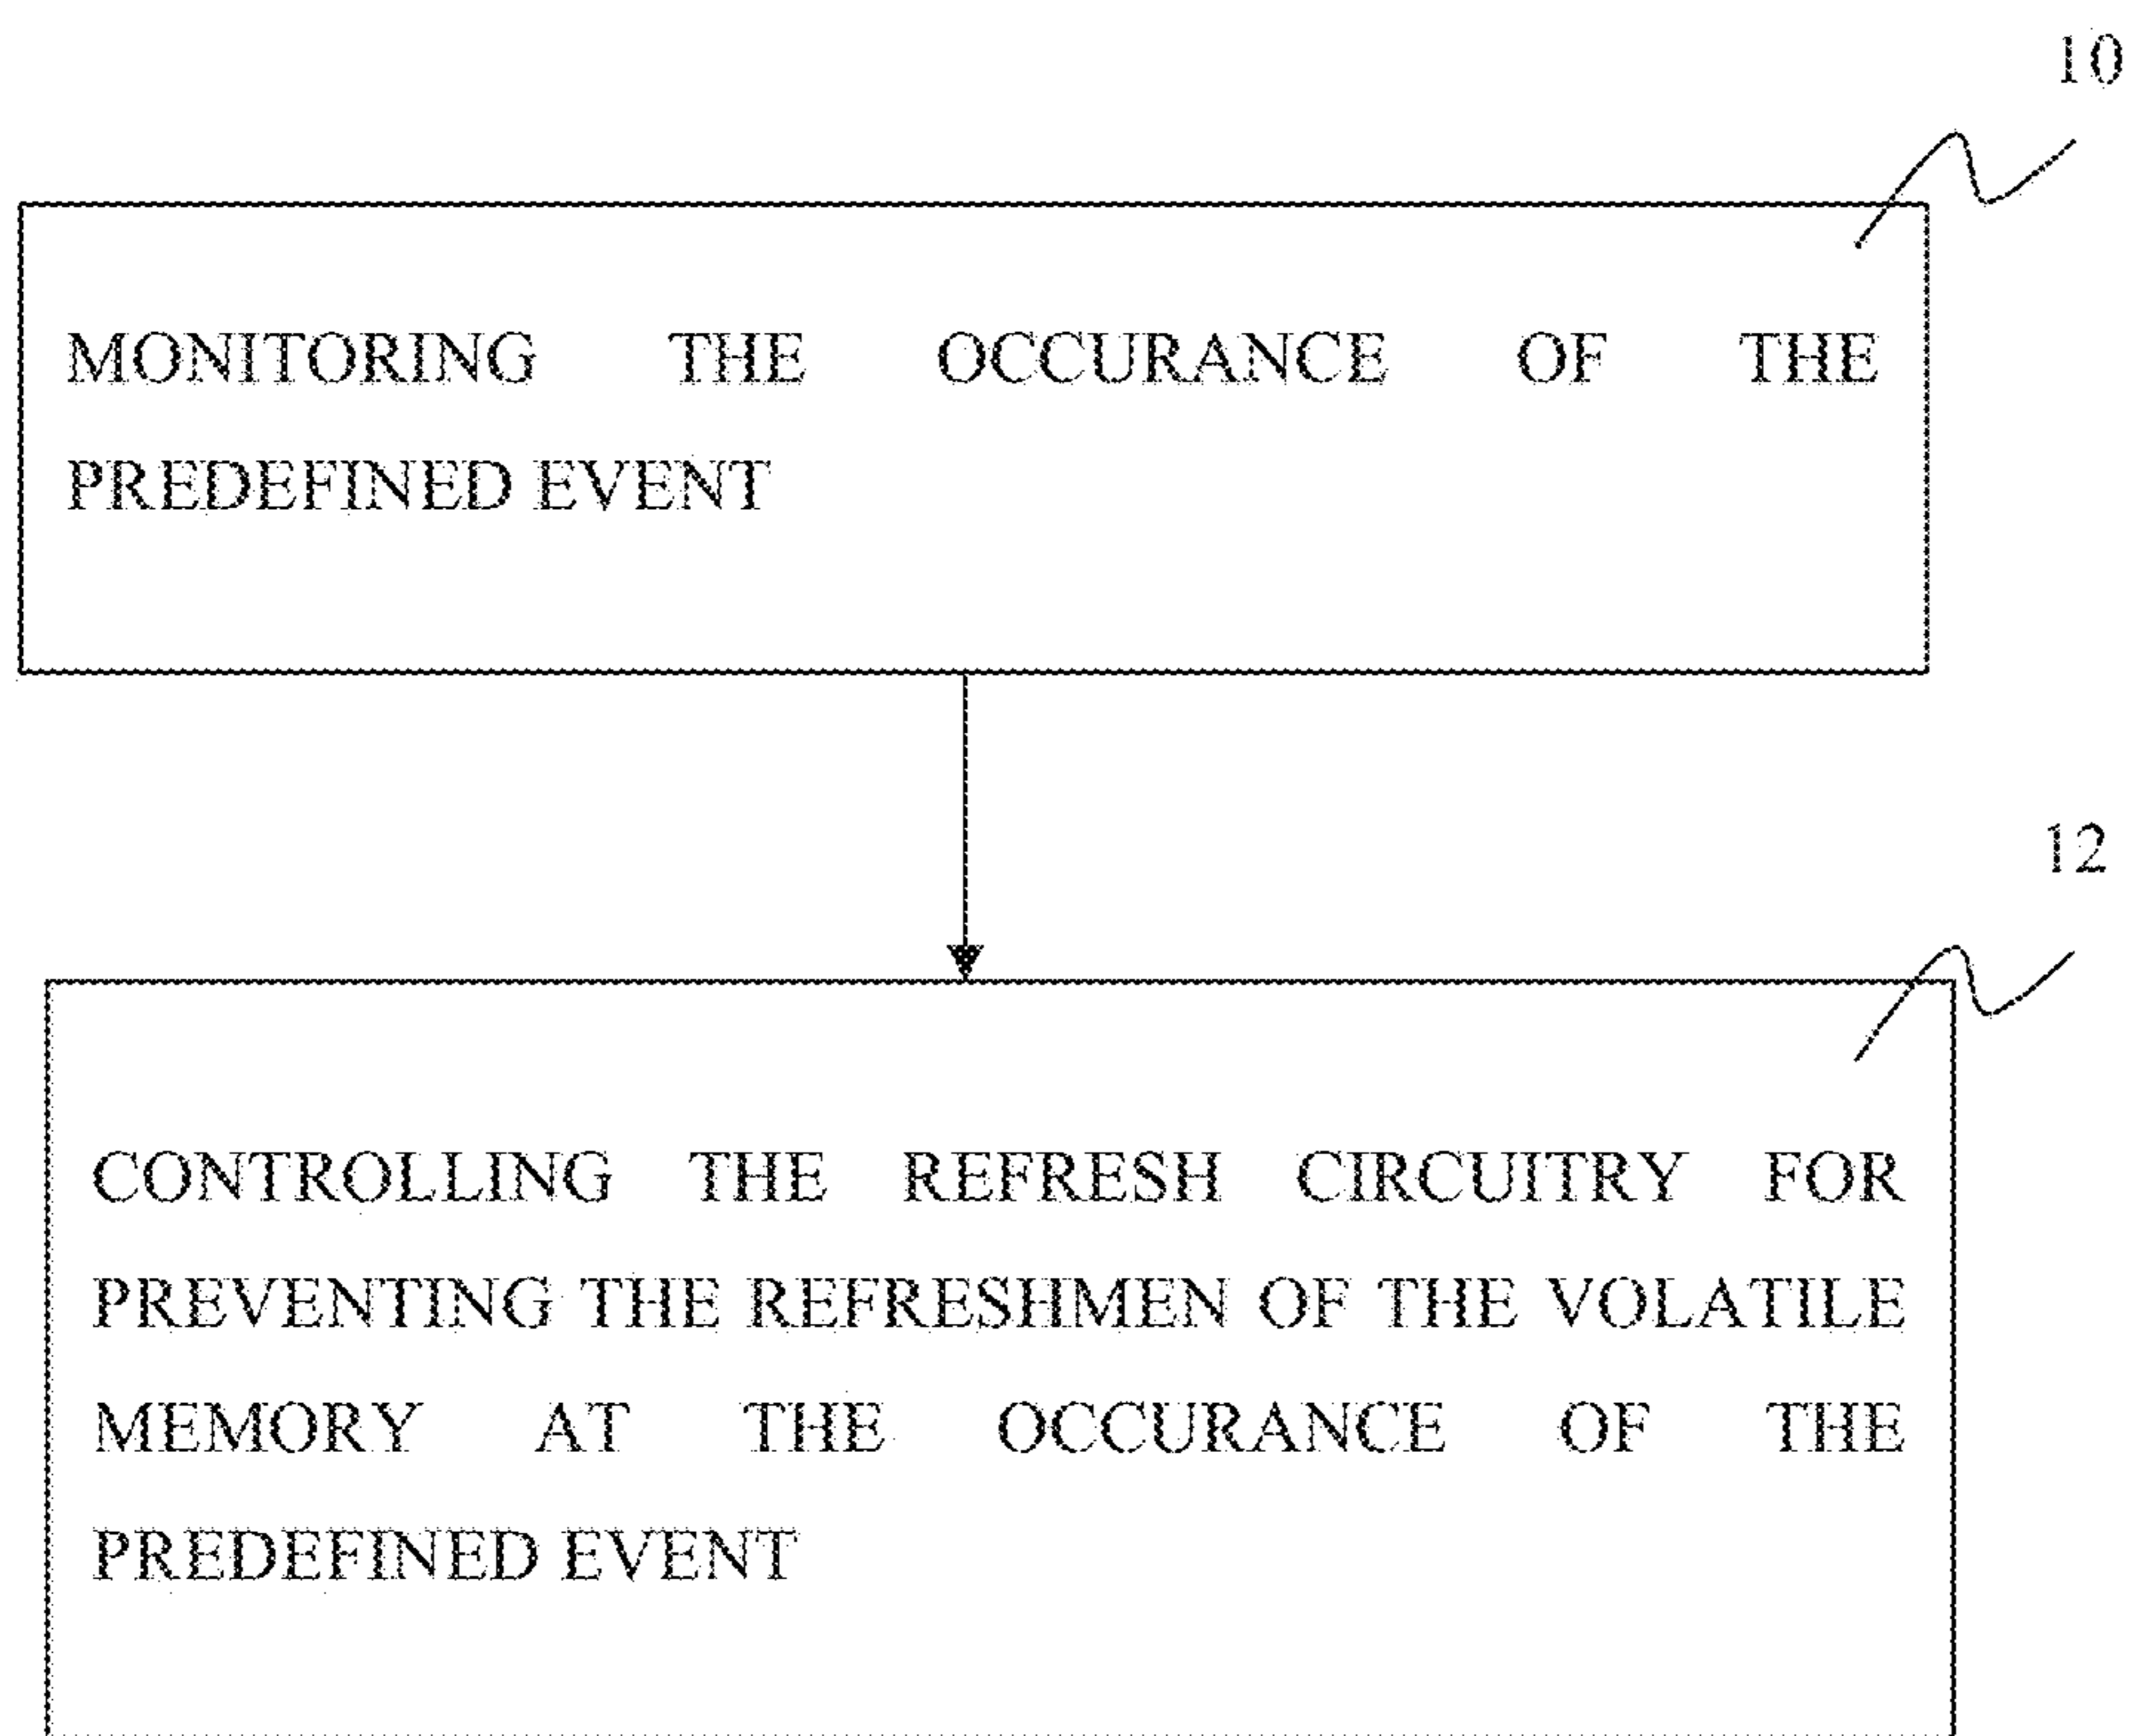 10
MONITORING THE OCCURANCE OF THE
PREDEFINED EVENT
12
CONTROLLING THE REFRESH CIRCUITRY FOR
PREVENTING THE REFRESHMEN OF THE VOLATILE
MEMORY AT THE OCCURANCE OF THE
PREDEFINED EVENT